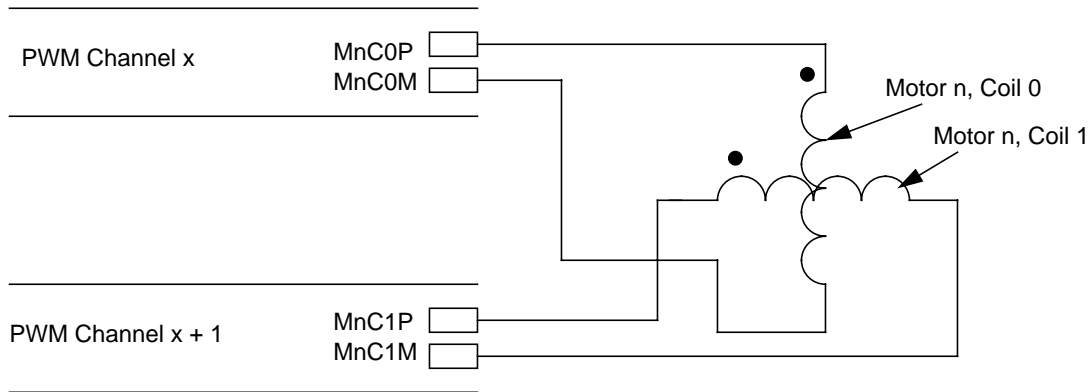 PWM Channel x
MnC0P
MnC0M
Motor n, Coil 0
Motor n, Coil 1
PWM Channel x + 1
MnC1P
MnC1M